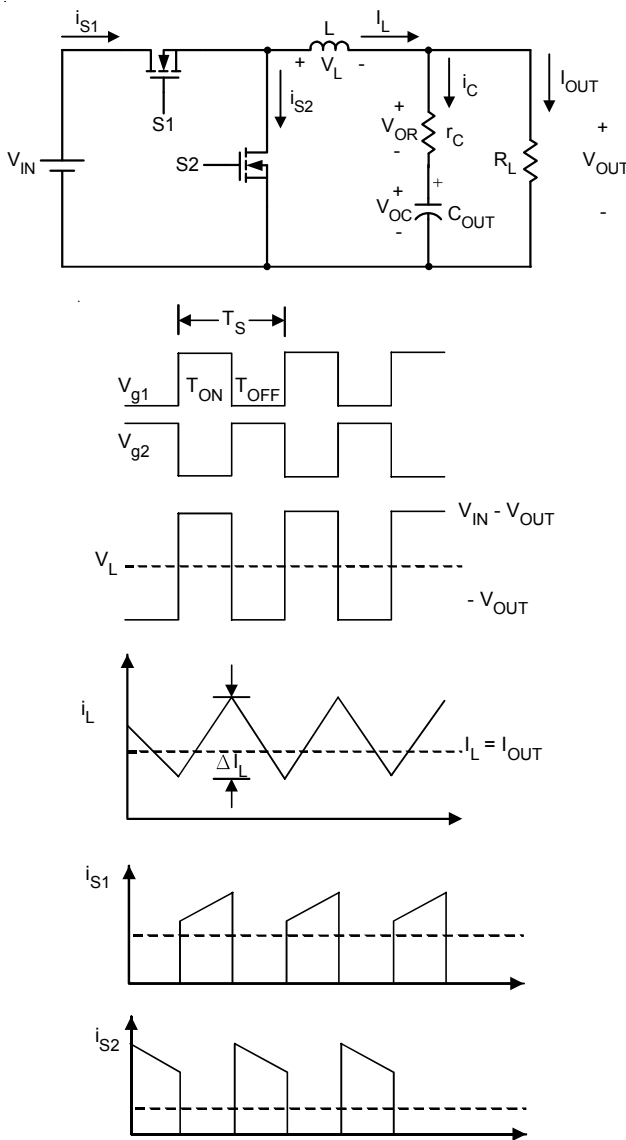 i_S1
L
I_L
+ V_L -
i_C
I_OUT
S1
i_S2
+
V_OR
-
r_C
V_IN
S2
R_L
+
V_OUT
-
+
V_OC
-
+
C_OUT
T_S
V_g1
T_ON
T_OFF
V_g2
V_IN - V_OUT
V_L
- V_OUT
i_L
I_L = I_OUT
ΔI_L
i_S1
i_S2